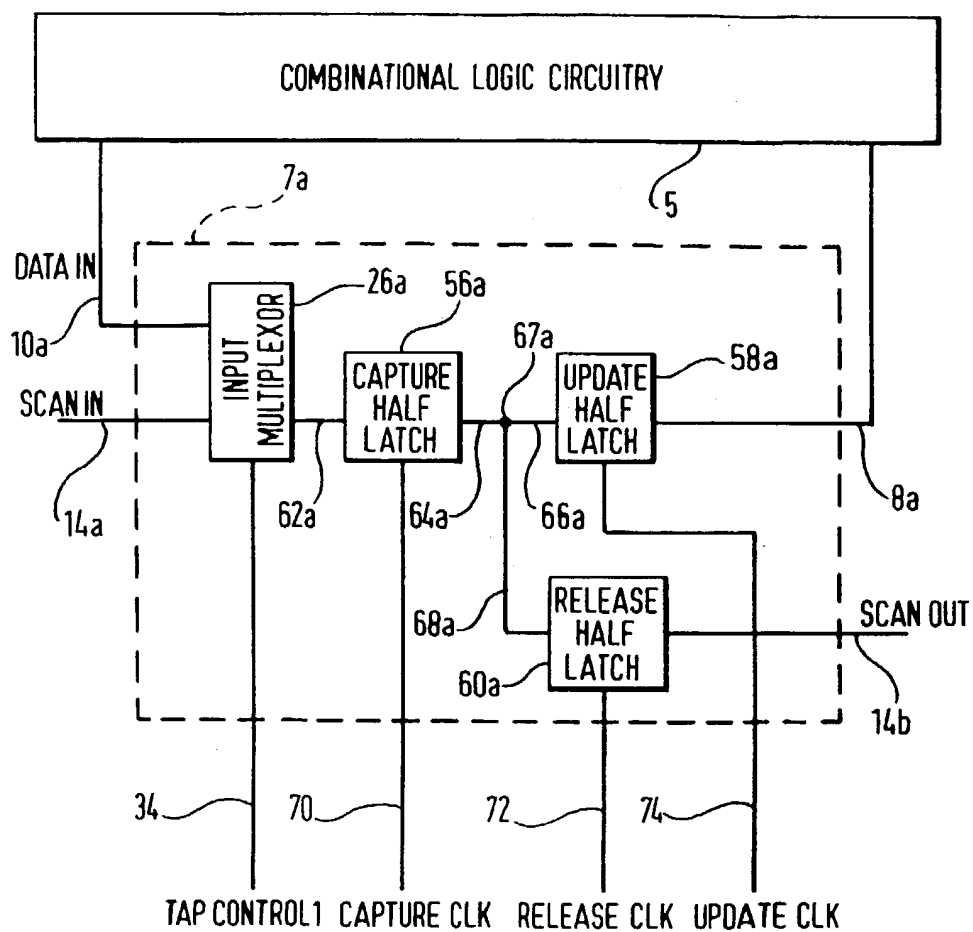 COMBINATIONAL LOGIC CIRCUITRY
7a
5
DATA IN
10a
26a
56a
67a
58a
INPUT
MULTIPLEXOR
CAPTURE
HALF
LATCH
UPDATE
HALF
LATCH
SCAN IN
14a
62a
64a
66a
8a
68a
RELEASE
HALF
LATCH
60a
SCAN OUT
14b
34
70
72
74
TAP CONTROL1 CAPTURE CLK RELEASE CLK UPDATE CLK